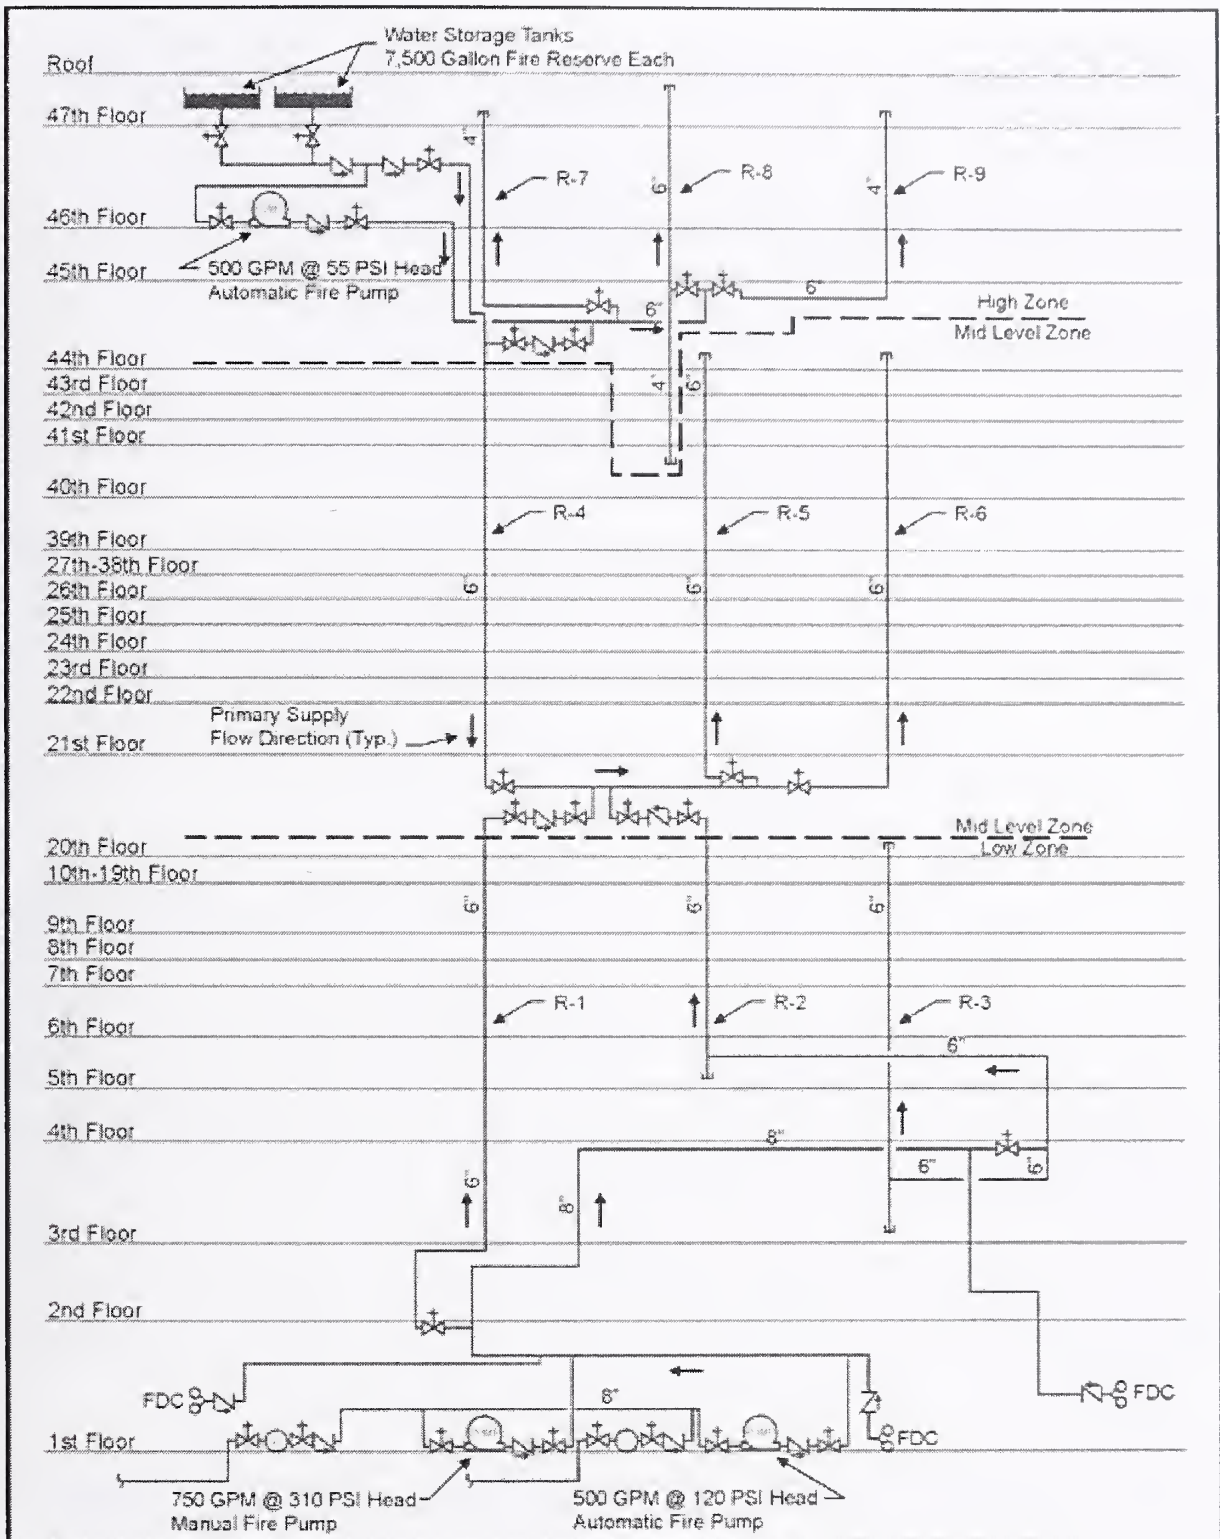 Water Storage Tanks
7,500 Gallon Fire Reserve Each
Roof
47th Floor
4"
R-7
6"
R-8
4"
R-9
46th Floor
45th Floor
500 GPM @ 55 PSI Head
Automatic Fire Pump
6"
6"
High Zone
Mid Level Zone
44th Floor
43rd Floor
4"
6"
42nd Floor
41st Floor
40th Floor
R-4
R-5
R-6
39th Floor
27th-38th Floor
6"
6"
6"
26th Floor
25th Floor
24th Floor
23rd Floor
22nd Floor
Primary Supply
Flow Direction (Typ.)
21st Floor
Mid Level Zone
Low Zone
20th Floor
10th-19th Floor
6"
6"
6"
9th Floor
8th Floor
7th Floor
R-1
R-2
R-3
6th Floor
6"
5th Floor
4th Floor
8"
6"
6"
6"
8"
3rd Floor
2nd Floor
FDC
8"
FDC
1st Floor
FDC
750 GPM @ 310 PSI Head
Manual Fire Pump
500 GPM @ 120 PSI Head
Automatic Fire Pump